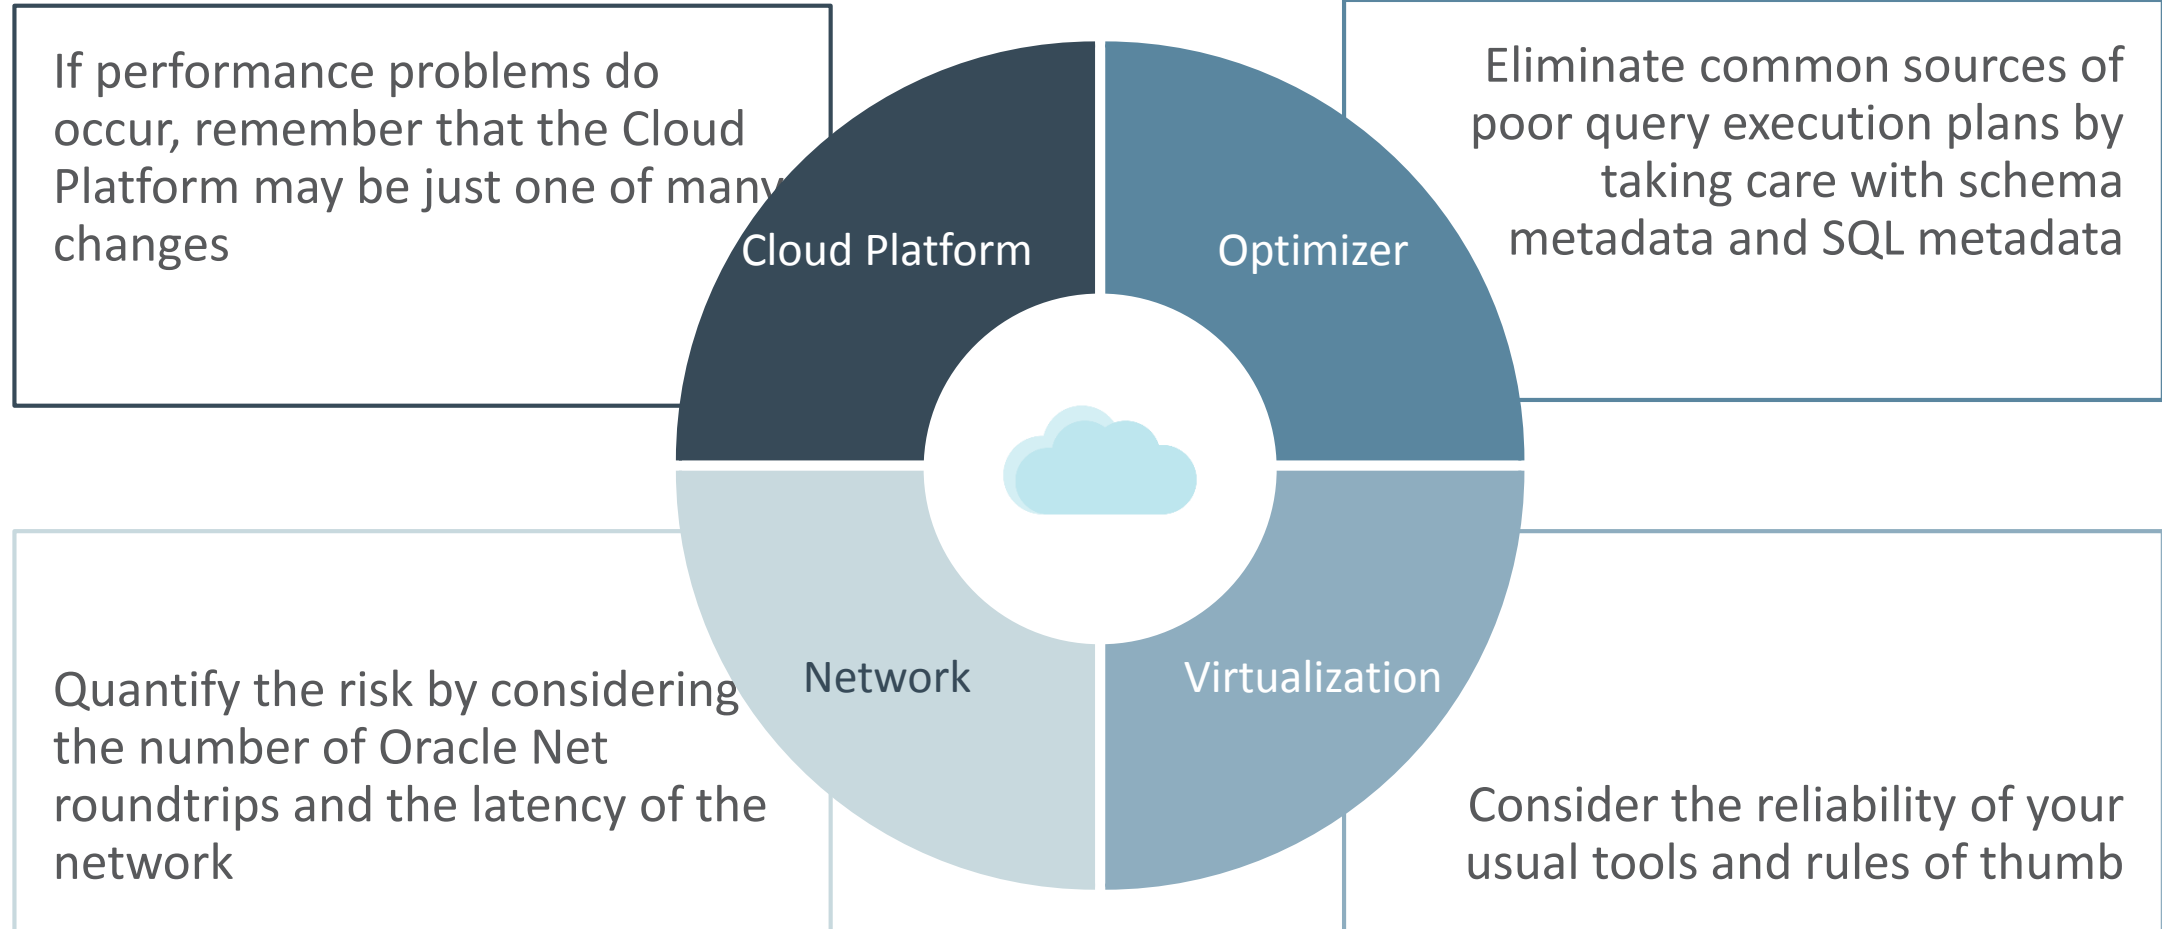 If performance problems do
occur, remember that the Cloud
Platform may be just one of many
changes
Cloud Platform
Optimizer
Eliminate common sources of
poor query execution plans by
taking care with schema
metadata and SQL metadata
Quantify the risk by considering
the number of Oracle Net
roundtrips and the latency of the
network
Network
Virtualization
Consider the reliability of your
usual tools and rules of thumb